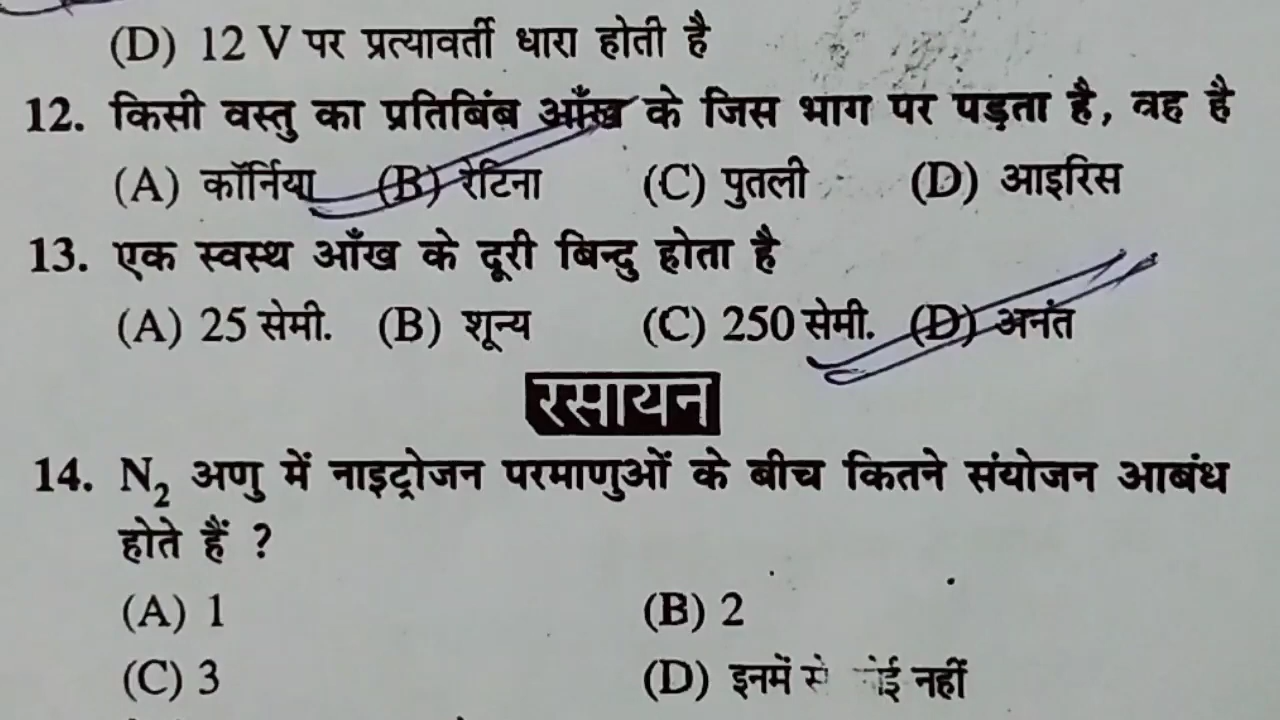 (D) 12 V पर प्रत्यावर्ती धारा होती है
12. किसी वस्तु का प्रतिबिंब आँख के जिस भाग पर पड़ता है, वह है
(A) कॉर्निया (B) रेटिना (C) पुतली (D) आइरिस
13. एक स्वस्थ आँख के दूरी बिन्दु होता है
(A) 25 सेमी. (B) शून्य (C) 250 सेमी. (D) अनंत
रसायन
14. N₂ अणु में नाइट्रोजन परमाणुओं के बीच कितने संयोजन आबंध
होते हैं ?
(A) 1 (B) 2
(C) 3 (D) इनमें से नहीं